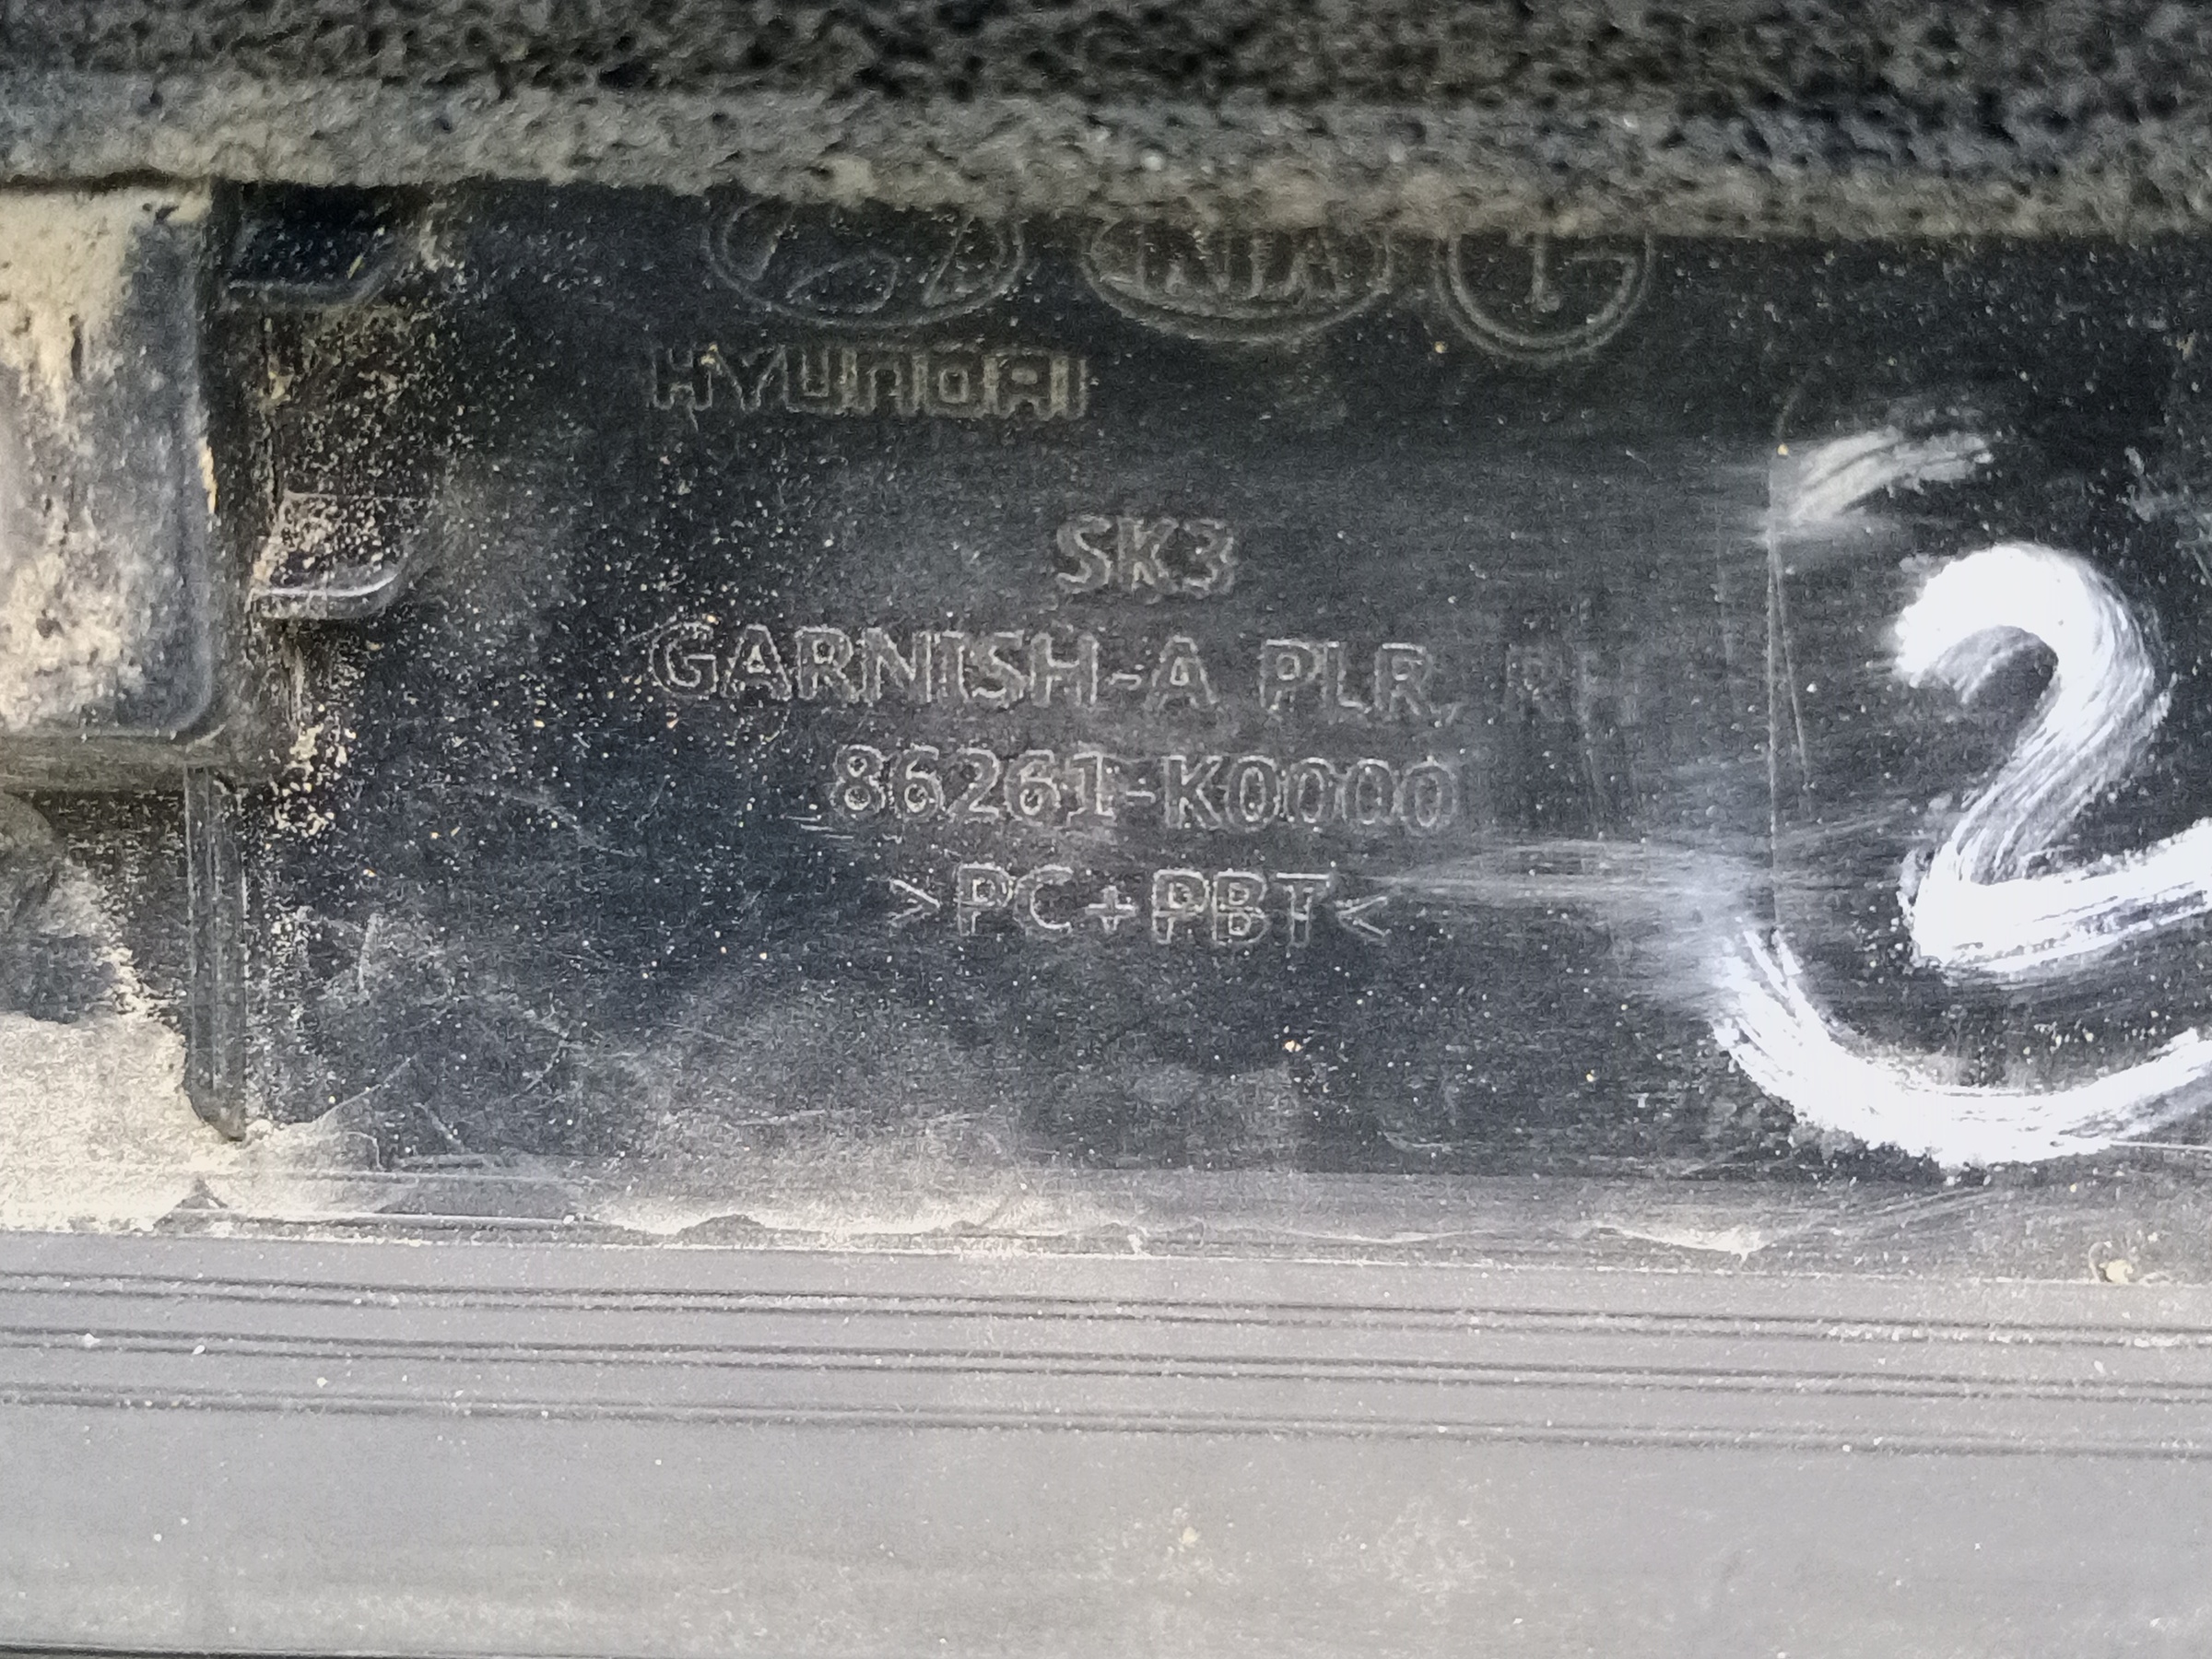 KIA
HYUNDAI
SK3
GARNISH-A PLR, RH
86261-K0000
>PC+PBT<
2